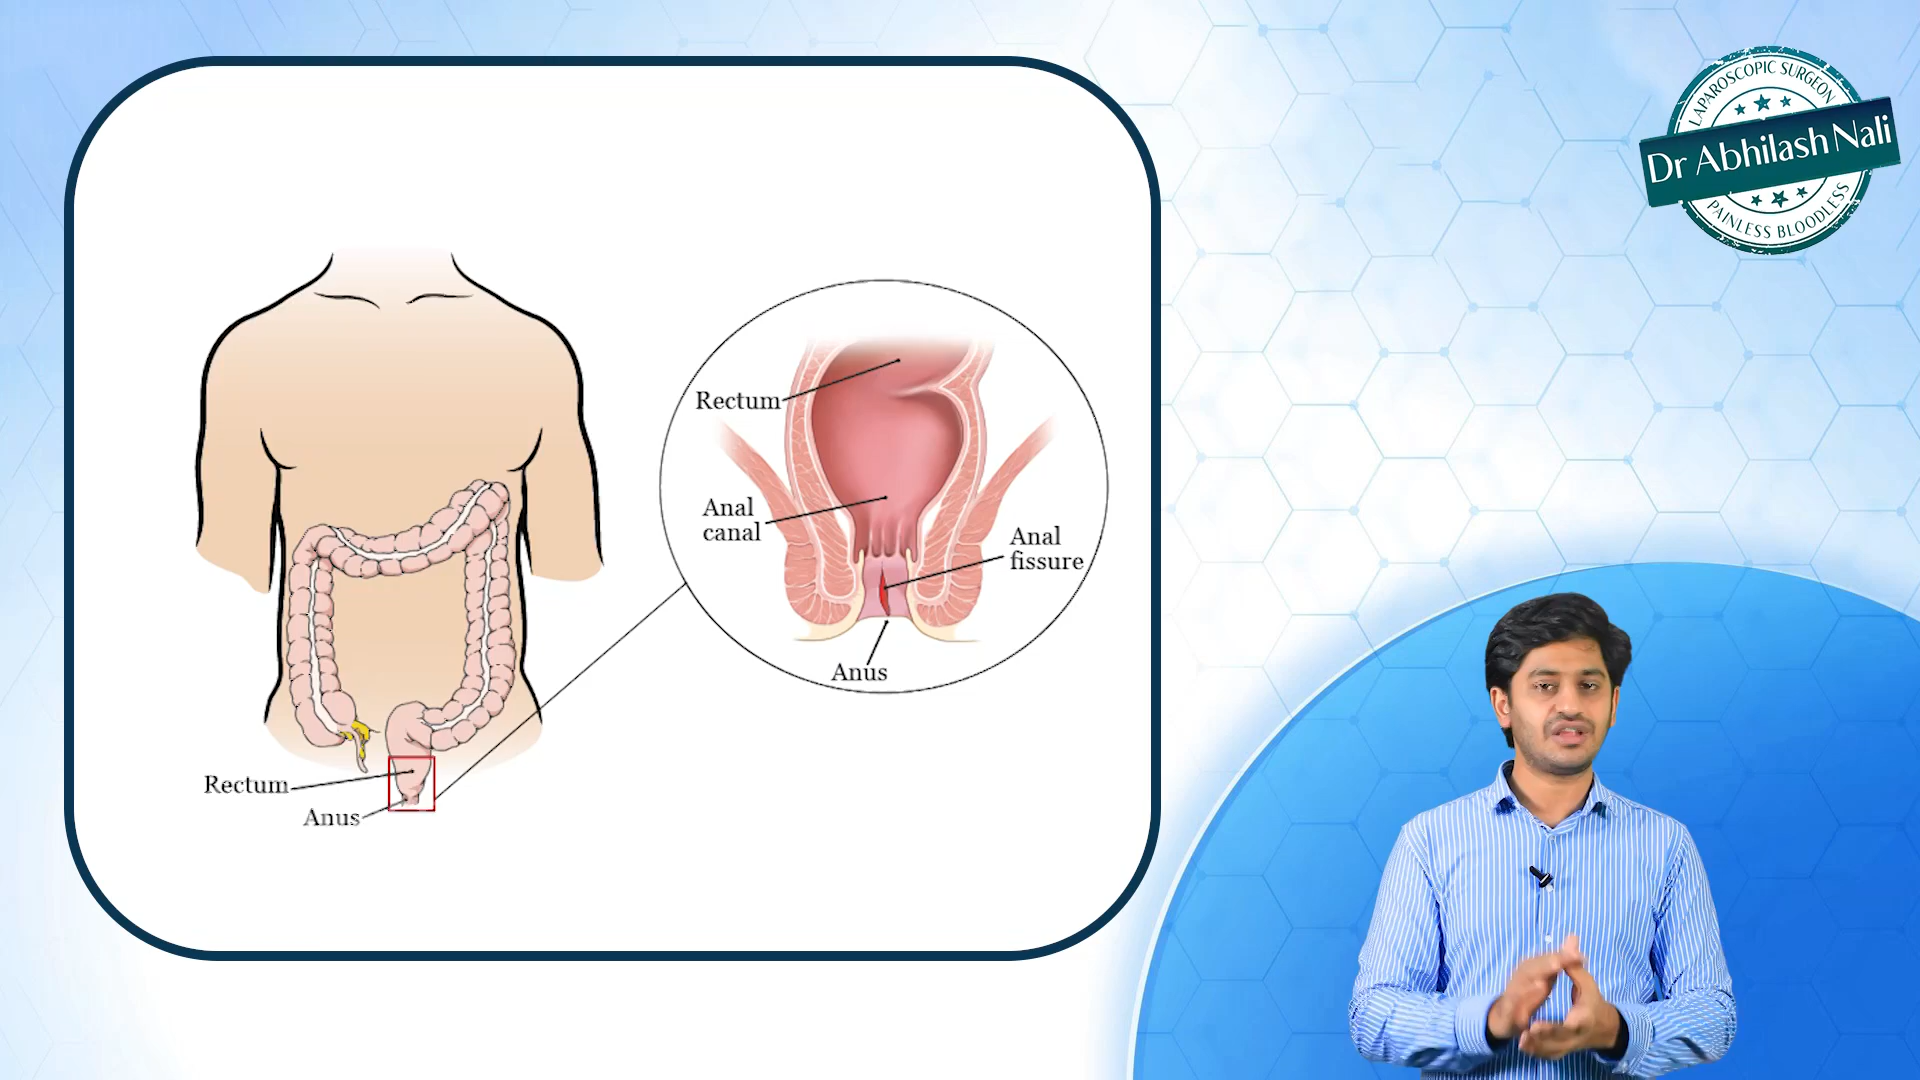 LAPAROSCOPIC SURGEON
Dr Abhilash Nali
PAINLESS BLOODLESS
Rectum
Anal
canal
Anal
fissure
Anus
Rectum
Anus